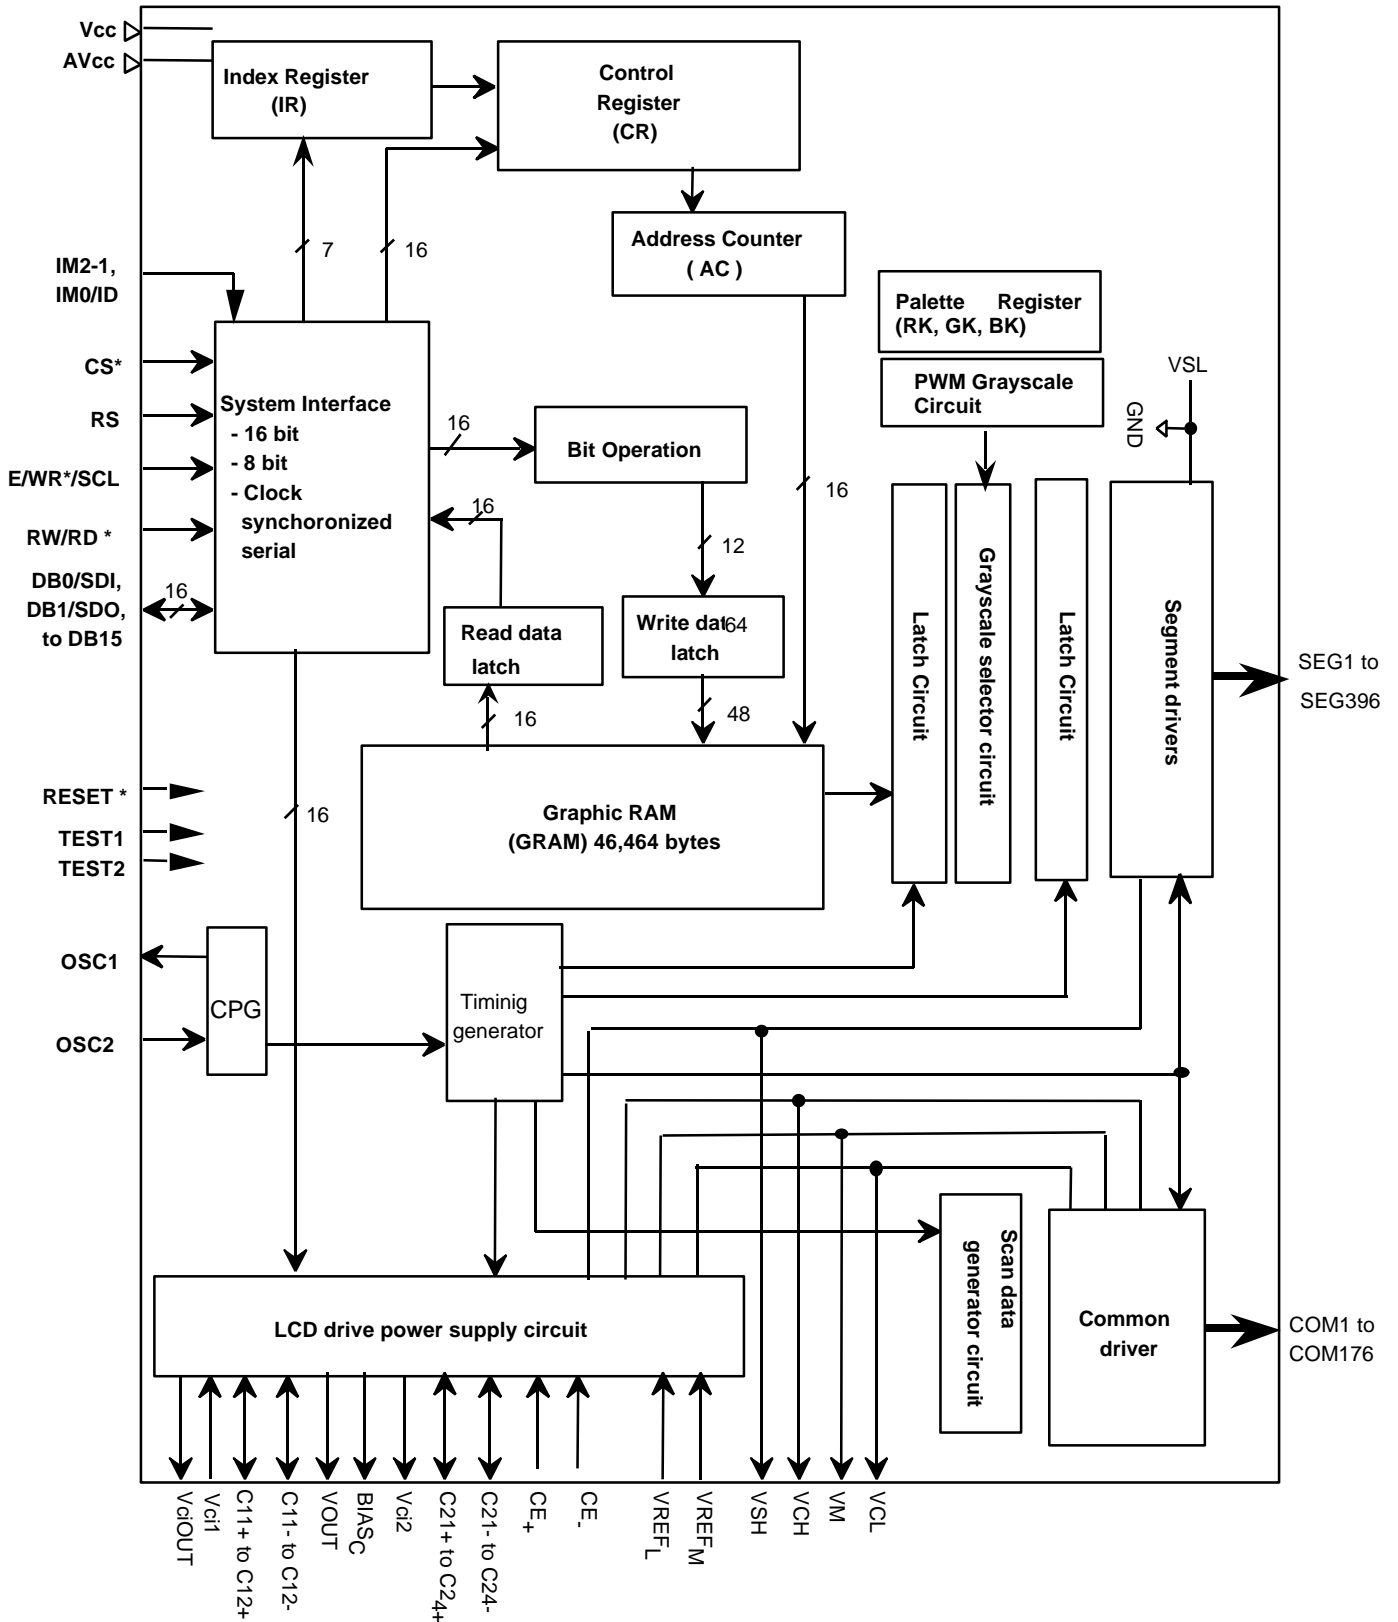 Vcc
AVcc
Index Register
(IR)
Control
Register
(CR)
7
16
Address Counter
( AC )
IM2-1,
IM0/ID
Palette Register
(RK, GK, BK)
PWM Grayscale
Circuit
VSL
GND
CS*
RS
E/WR*/SCL
RW/RD *
DB0/SDI,
DB1/SDO,
to DB15
16
System Interface
- 16 bit
- 8 bit
- Clock
synchoronized
serial
16
Bit Operation
16
16
12
Read data
latch
Write dat64
latch
16
48
Latch Circuit
Grayscale selector circuit
Latch Circuit
Segment drivers
SEG1 to
SEG396
RESET *
TEST1
TEST2
16
Graphic RAM
(GRAM) 46,464 bytes
OSC1
OSC2
CPG
Timinig
generator
Scan data
generator circuit
Common
driver
COM1 to
COM176
LCD drive power supply circuit
VciOUT
Vci1
C11+ to C12+
C11- to C12-
VOUT
BIASC
Vci2
C21+ to C24+
C21- to C24-
CE+
CE-
VREFL
VREFM
VSH
VCH
VM
VCL